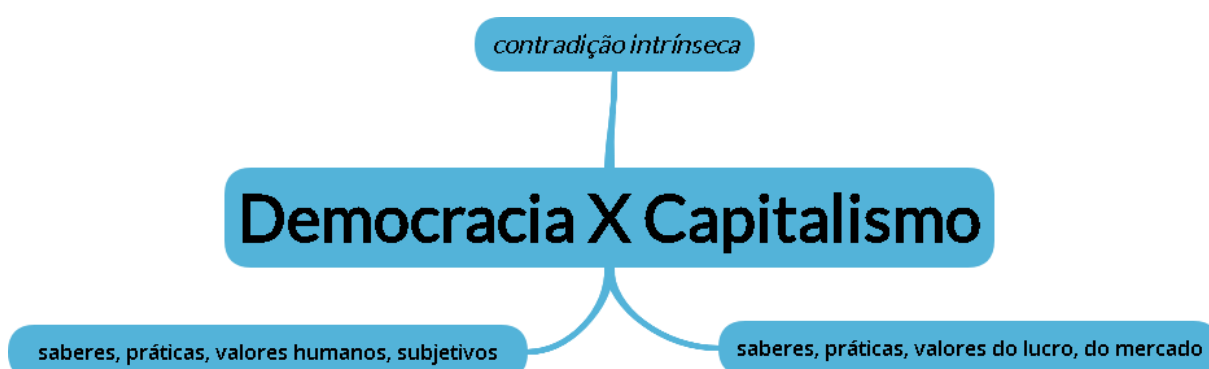 contradição intrínseca
Democracia X Capitalismo
saberes, práticas, valores humanos, subjetivos
saberes, práticas, valores do lucro, do mercado